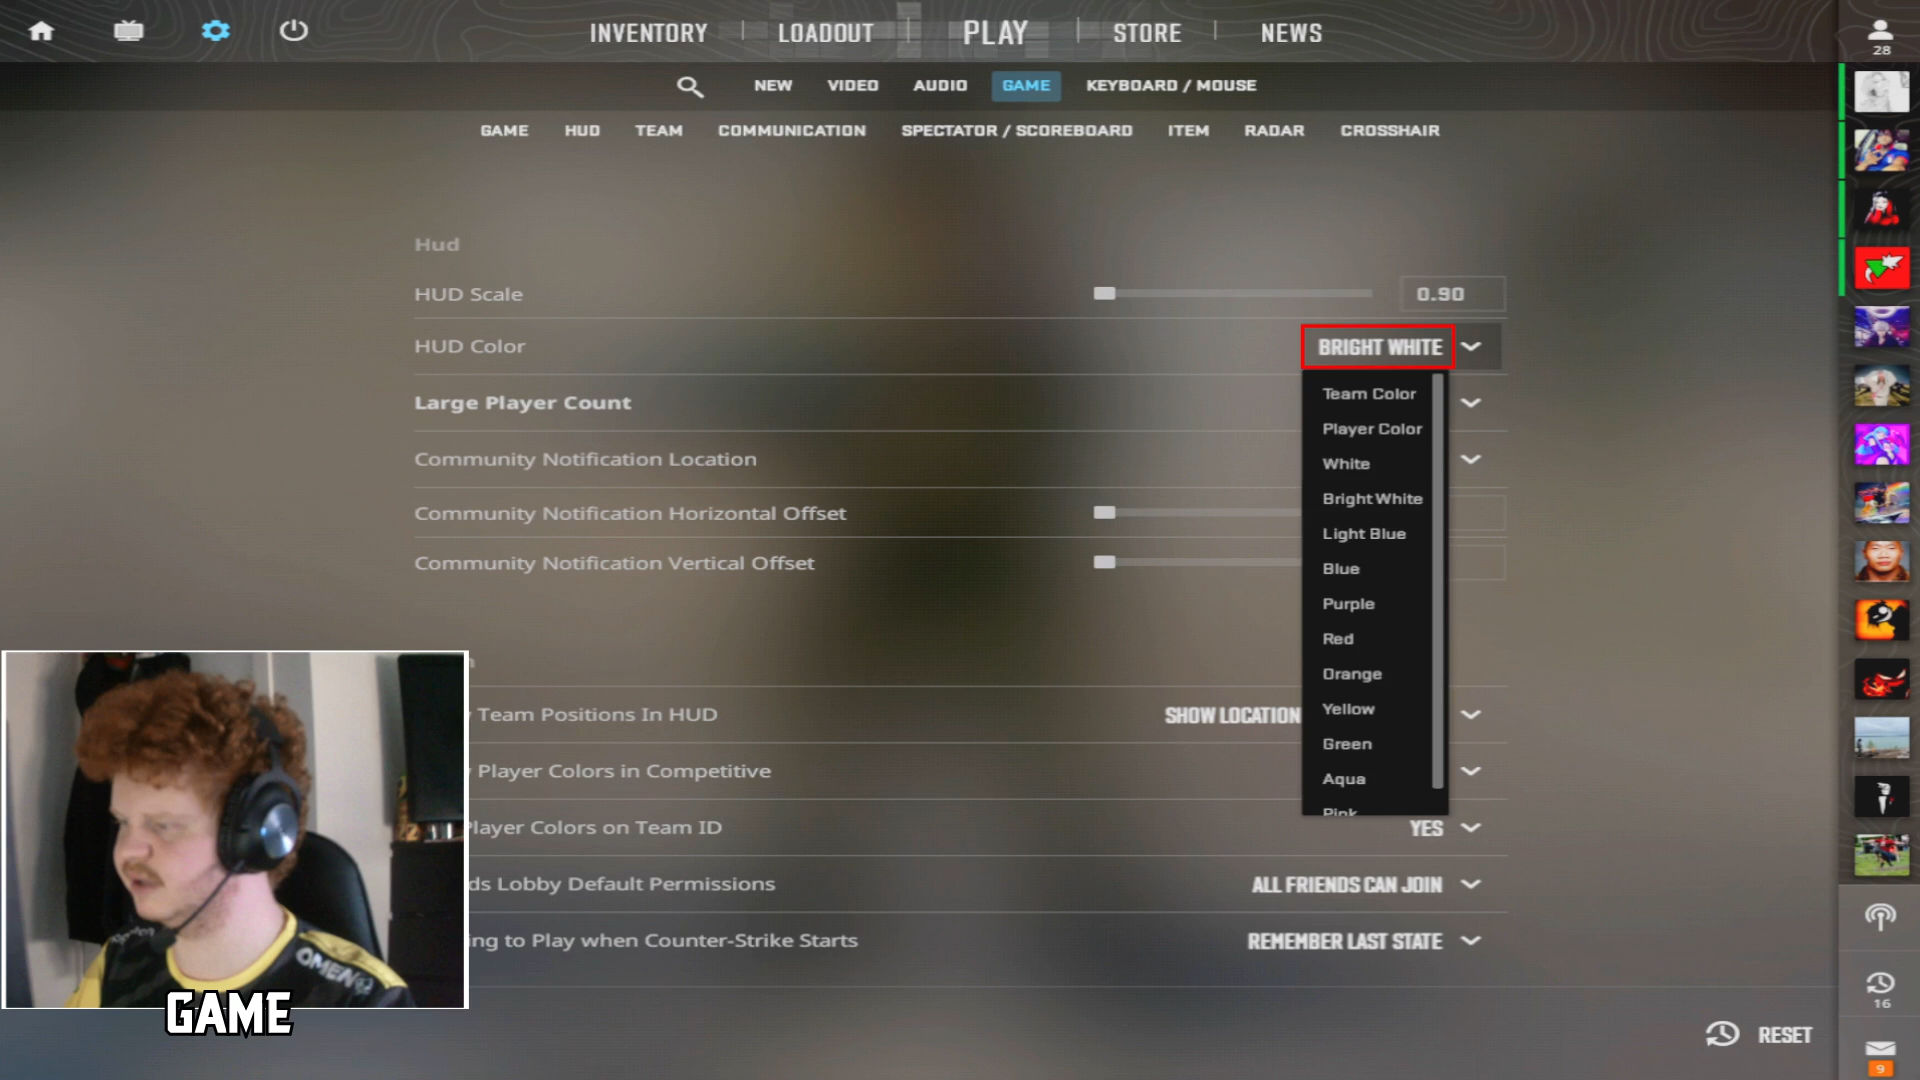 INVENTORY
LOADOUT
PLAY
STORE
NEWS
28
NEW
VIDEO
AUDIO
GAME
KEYBOARD / MOUSE
GAME
HUD
TEAM
COMMUNICATION
SPECTATOR / SCOREBOARD
ITEM
RADAR
CROSSHAIR
Hud
HUD Scale
0.90
HUD Color
BRIGHT WHITE
Large Player Count
Community Notification Location
Community Notification Horizontal Offset
Community Notification Vertical Offset
Team Color
Player Color
White
Bright White
Light Blue
Blue
Purple
Red
Orange
Yellow
Green
Aqua
Pink
Team Positions In HUD
SHOW LOCATION
Player Colors in Competitive
Player Colors on Team ID
YES
ds Lobby Default Permissions
ALL FRIENDS CAN JOIN
ing to Play when Counter-Strike Starts
REMEMBER LAST STATE
OMEN
GAME
RESET
16
9